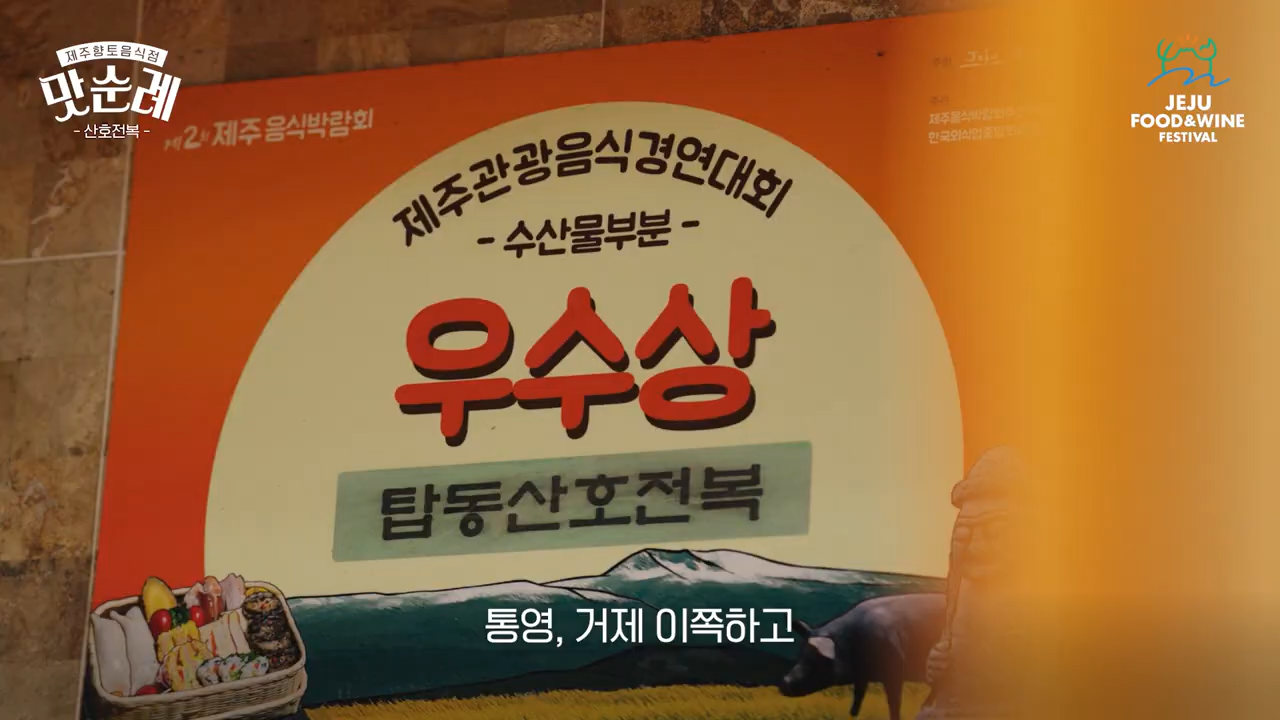 제주향토음식점
맛순례
- 산호전복 -
JEJU
FOOD&WINE
FESTIVAL
제2회 제주음식박람회
제주관광음식경연대회
- 수산물부분 -
우수상
탑동산호전복
통영, 거제 이쪽하고